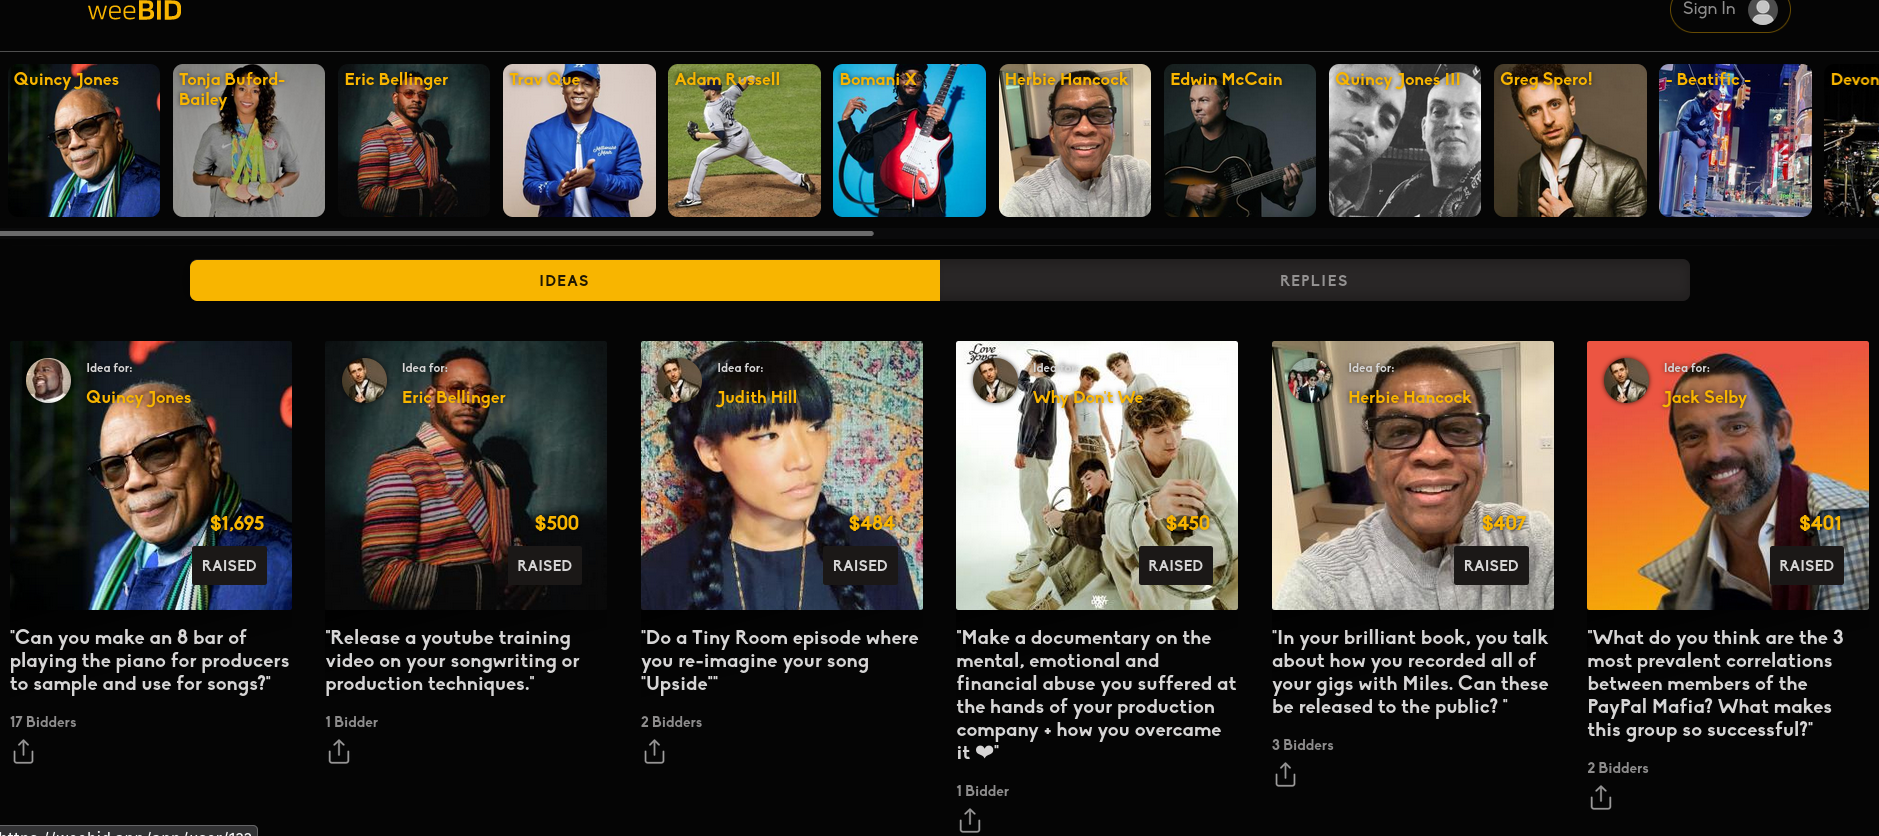 weeBID
Sign In
Quincy Jones
Tonja Buford-
Bailey
Eric Bellinger
Trav Que
Adam Russell
Bomani X
Herbie Hancock
Edwin McCain
Quincy Jones III
Greg Spero!
- Beatific -
Devon
IDEAS
REPLIES
Idea for:
Quincy Jones
$1,695
RAISED
"Can you make an 8 bar of
playing the piano for producers
to sample and use for songs?"
17 Bidders
Idea for:
Eric Bellinger
$500
RAISED
"Release a youtube training
video on your songwriting or
production techniques."
1 Bidder
Idea for:
Judith Hill
$484
RAISED
"Do a Tiny Room episode where
you re-imagine your song
"Upside""
2 Bidders
Love
Idea for:
Why Don't We
$450
RAISED
WHY
DON'T
WE
"Make a documentary on the
mental, emotional and
financial abuse you suffered at
the hands of your production
company + how you overcame
it ❤"
1 Bidder
Idea for:
Herbie Hancock
$407
RAISED
"In your brilliant book, you talk
about how you recorded all of
your gigs with Miles. Can these
be released to the public? "
3 Bidders
Idea for:
Jack Selby
$401
RAISED
"What do you think are the 3
most prevalent correlations
between members of the
PayPal Mafia? What makes
this group so successful?"
2 Bidders